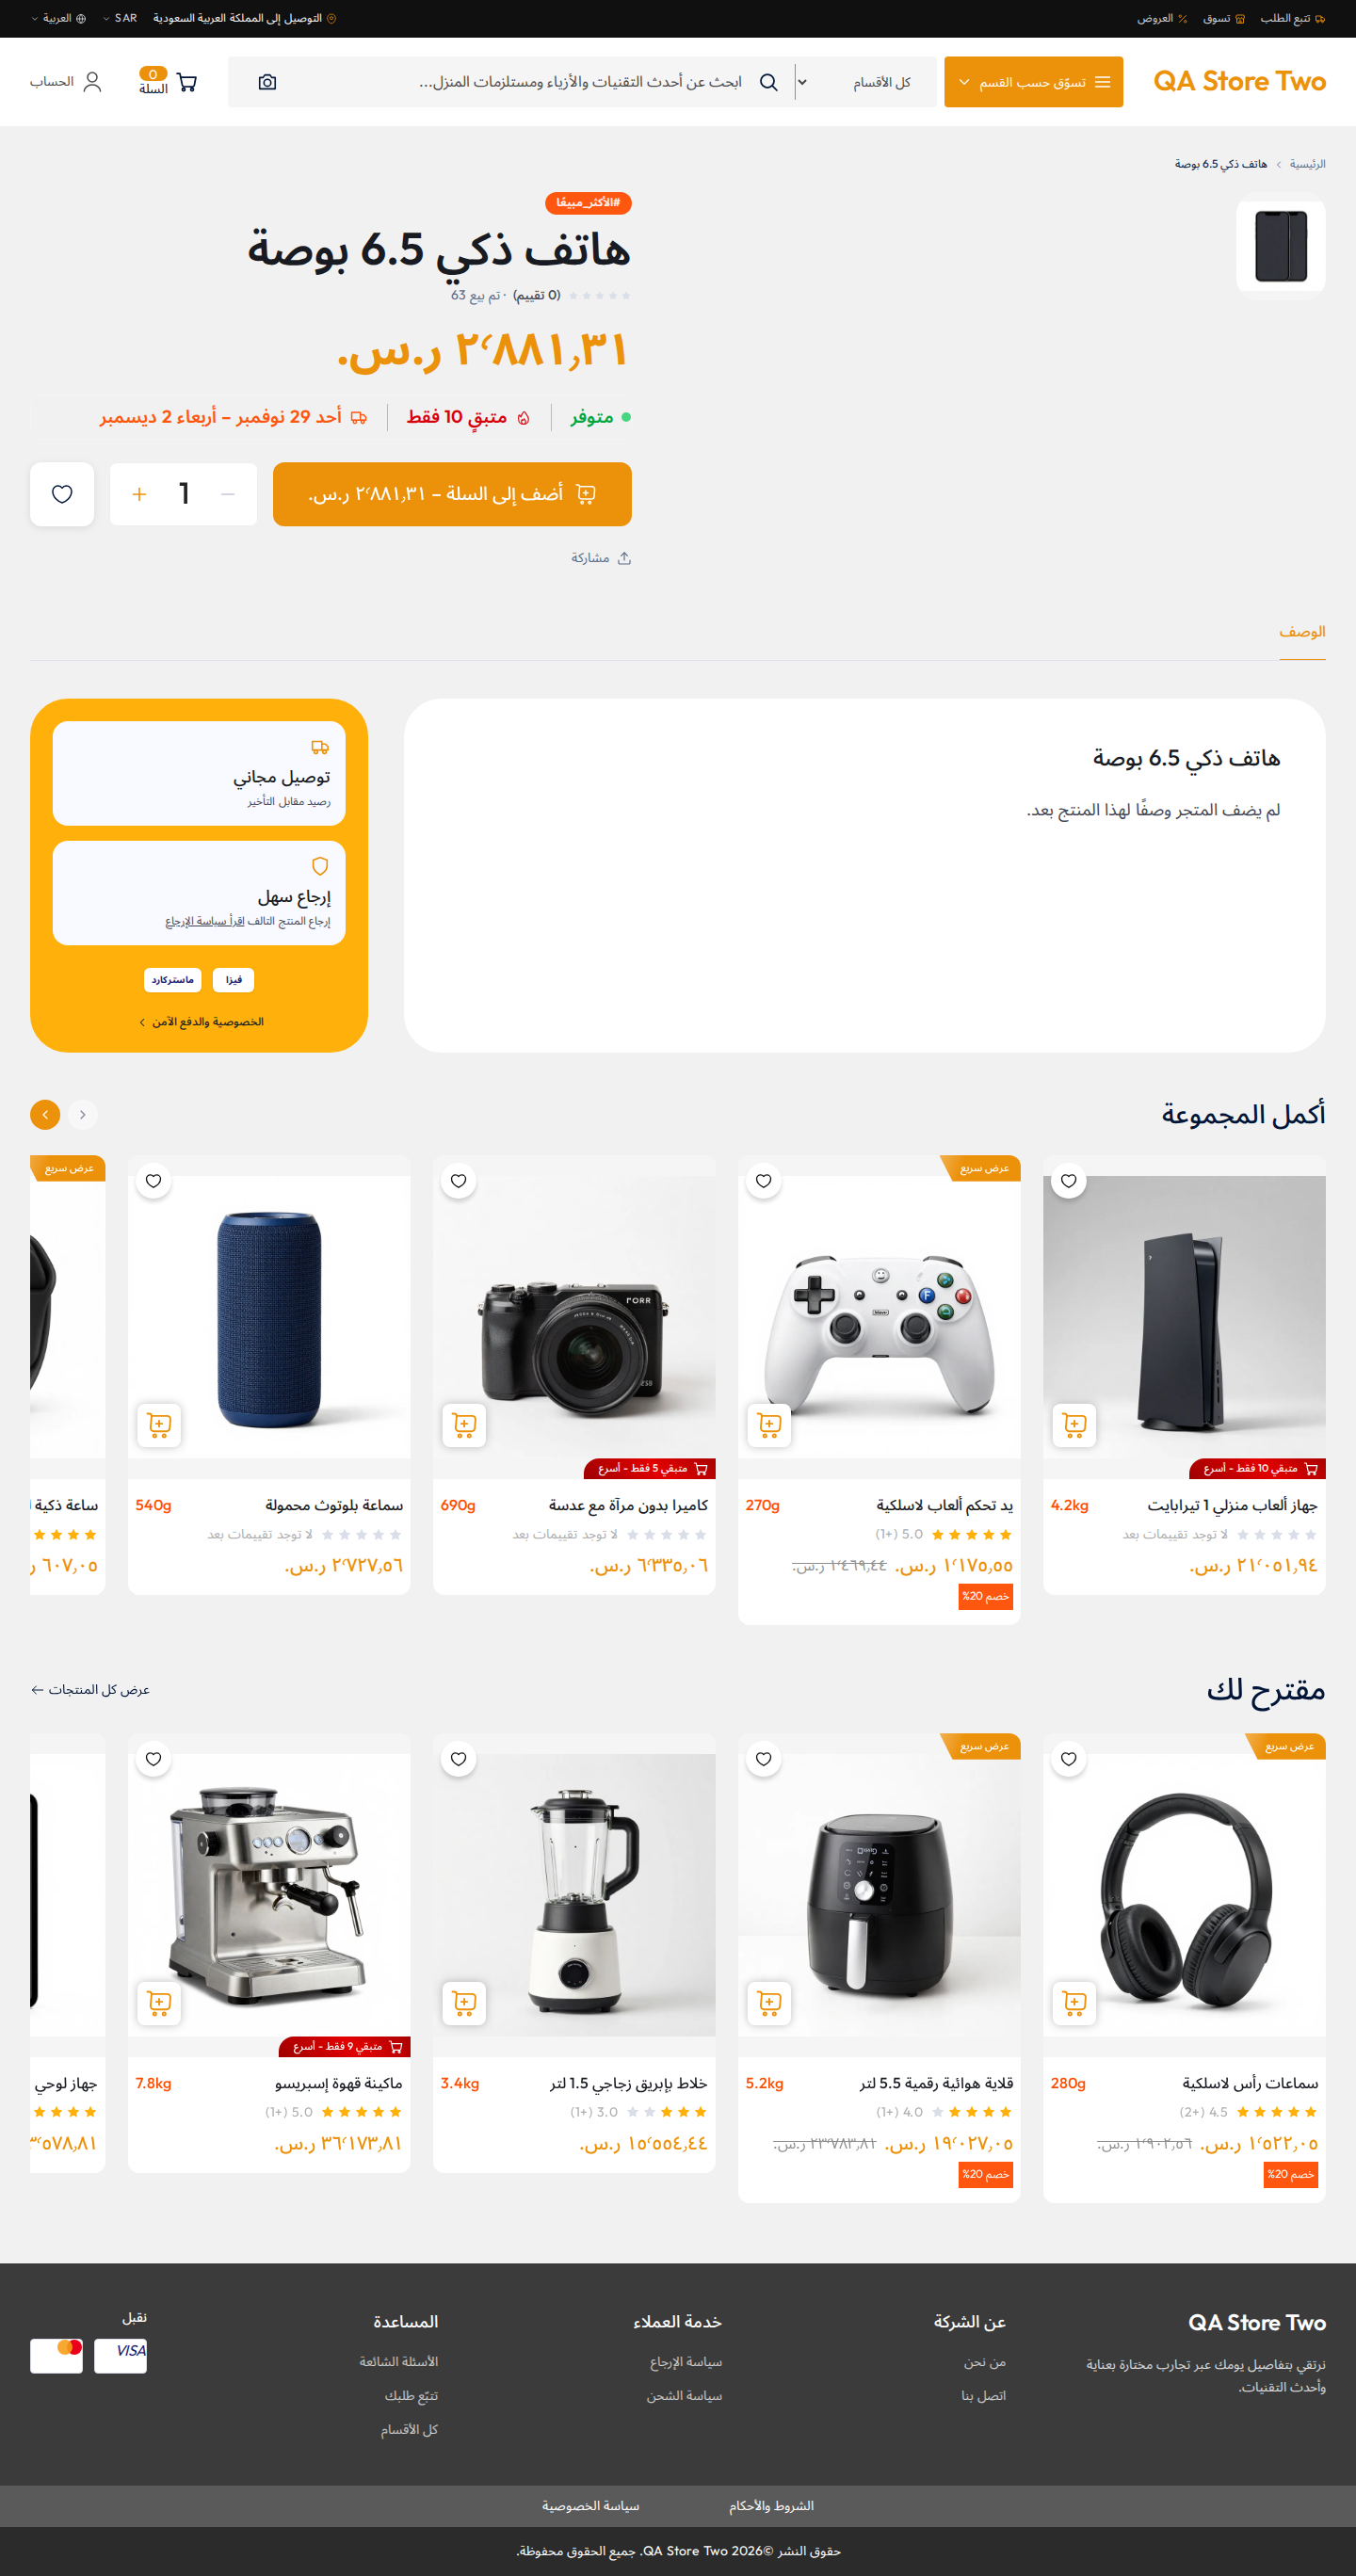 تتبع الطلب
تسوق
العروض
التوصيل إلى المملكة العربية السعودية
SAR
العربية
QA Store Two
تسوّق حسب القسم
كل الأقسام
ابحث عن أحدث التقنيات والأزياء ومستلزمات المنزل...
0
السلة
الحساب
الرئيسية
هاتف ذكي 6.5 بوصة
#الأكثر_مبيعًا
هاتف ذكي 6.5 بوصة
(0 تقييم) · تم بيع 63
٢٬٨٨١٫٣١ ر.س.
متوفر
متبقٍ 10 فقط
أحد 29 نوفمبر – أربعاء 2 ديسمبر
أضف إلى السلة – ٢٬٨٨١٫٣١ ر.س.
1
مشاركة
الوصف
هاتف ذكي 6.5 بوصة
لم يضف المتجر وصفًا لهذا المنتج بعد.
توصيل مجاني
رصيد مقابل التأخير
إرجاع سهل
إرجاع المنتج التالف اقرأ سياسة الإرجاع
فيزا
ماستركارد
الخصوصية والدفع الآمن
أكمل المجموعة
متبقي 10 فقط - أسرع
جهاز ألعاب منزلي 1 تيرابايت
4.2kg
لا توجد تقييمات بعد
٢١٬٠٥١٫٩٤ ر.س.
عرض سريع
يد تحكم ألعاب لاسلكية
270g
5.0 (+1)
١٬١٧٥٫٥٥ ر.س.
١٬٤٦٩٫٤٤ ر.س.
خصم 20%
متبقي 5 فقط - أسرع
كاميرا بدون مرآة مع عدسة
690g
لا توجد تقييمات بعد
٦٬٣٣٥٫٠٦ ر.س.
سماعة بلوتوث محمولة
540g
لا توجد تقييمات بعد
٢٬٧٢٧٫٥٦ ر.س.
عرض سريع
ساعة ذكية
٦٠٧٫٠٥
مقترح لك
عرض كل المنتجات
عرض سريع
سماعات رأس لاسلكية
280g
4.5 (+2)
١٬٥٢٢٫٠٥ ر.س.
١٬٩٠٢٫٥٦ ر.س.
خصم 20%
عرض سريع
قلاية هوائية رقمية 5.5 لتر
5.2kg
4.0 (+1)
١٩٬٠٢٧٫٠٥ ر.س.
٢٣٬٧٨٣٫٨١ ر.س.
خصم 20%
خلاط بإبريق زجاجي 1.5 لتر
3.4kg
3.0 (+1)
١٥٬٥٥٤٫٤٤ ر.س.
متبقي 9 فقط - أسرع
ماكينة قهوة إسبريسو
7.8kg
5.0 (+1)
٣٦٬١٧٣٫٨١ ر.س.
جهاز لوحي
QA Store Two
نرتقي بتفاصيل يومك عبر تجارب مختارة بعناية
وأحدث التقنيات.
عن الشركة
من نحن
اتصل بنا
خدمة العملاء
سياسة الإرجاع
سياسة الشحن
المساعدة
الأسئلة الشائعة
تتبّع طلبك
كل الأقسام
نقبل
VISA
الشروط والأحكام
سياسة الخصوصية
حقوق النشر ©2026 QA Store Two. جميع الحقوق محفوظة.